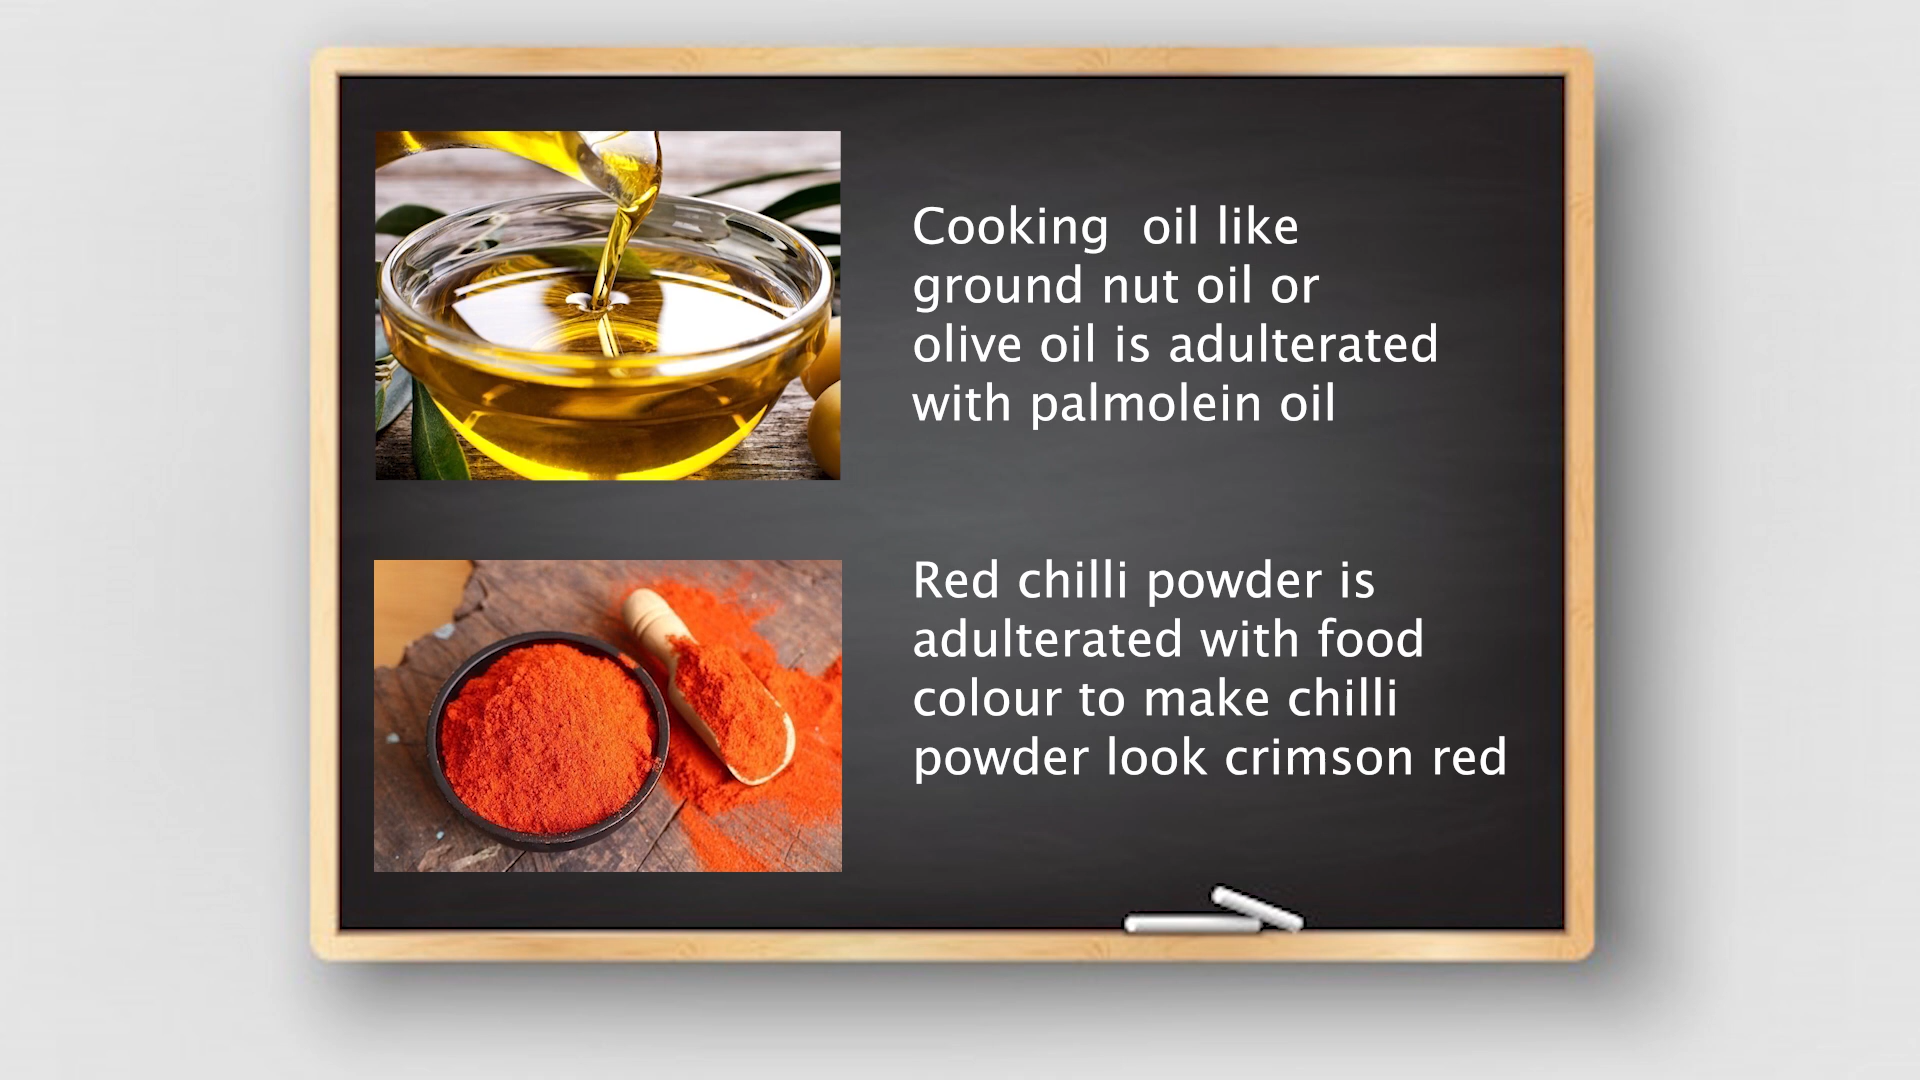 Cooking  oil like
ground nut oil or
olive oil is adulterated
with palmolein oil
Red chilli powder is
adulterated with food
colour to make chilli
powder look crimson red